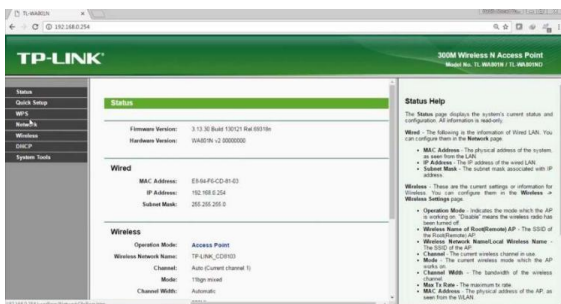 TL-WA801N
192.168.0.254
TP-LINK
300M Wireless N Access Point
Model No. TL-WA801N / TL-WA801ND
Status
Quick Setup
WPS
Network
Wireless
DHCP
System Tools
Status
Firmware Version: 3.13.30 Build 130121 Rel.69318n
Hardware Version: WA801N v2 00000000
Wired
MAC Address:
IP Address: 192.168.0.254
Subnet Mask: 255.255.255.0
Wireless
Operation Mode: Access Point
Wireless Network Name: TP-LINK_CD8103
Channel: Auto (Current channel 1)
Mode: 11bgn mixed
Channel Width: Automatic
Status Help
The Status page displays the system's current status and
configuration. All information is read-only.
Wired - The following is the information of Wired LAN. You
can configure them in the Network page.
• MAC Address - The physical address of the system,
as seen from the LAN.
• IP Address - The IP address of the wired LAN.
• Subnet Mask - The subnet mask associated with IP
address.
Wireless - These are the current settings or information for
Wireless. You can configure them in the Wireless ->
Wireless Settings page.
• Operation Mode - Indicates the mode which the AP
is working on. "Disable" means the wireless radio has
been turned off.
• Wireless Name of Root(Remote) AP - The SSID of
the Root(Remote) AP.
• Wireless Network Name/Local Wireless Name -
The SSID of the AP.
• Channel - The current wireless channel in use.
• Mode - The current wireless mode which the AP
works on.
• Channel Width - The bandwidth of the wireless
channel.
• Max Tx Rate - The maximum tx rate.
• MAC Address - The physical address of the AP, as
seen from the WLAN.